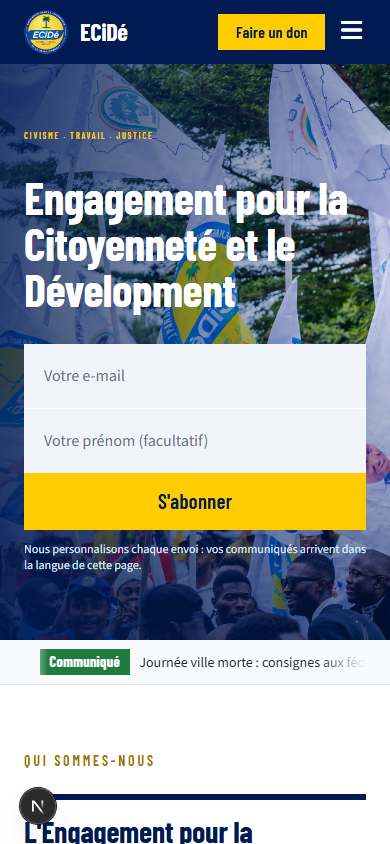 ECiDé
ECiDé
Faire un don
CIVISME . TRAVAIL . JUSTICE
Engagement pour la
Citoyenneté et le
Dévelopment
Votre e-mail
Votre prénom (facultatif)
S'abonner
Nous personnalisons chaque envoi : vos communiqués arrivent dans
la langue de cette page.
Communiqué
Journée ville morte : consignes aux féd
QUI SOMMES-NOUS
N
L'Engagement pour la